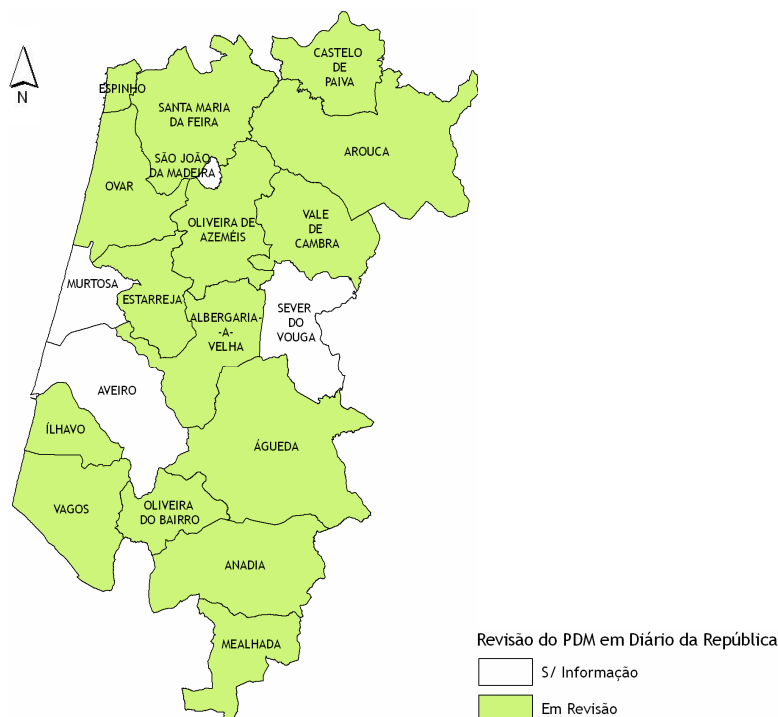 CASTELO
DE
PAIVA
N
ESPINHO
SANTA MARIA
DA FEIRA
AROUCA
SÃO JOÃO
DA MADEIRA
OVAR
OLIVEIRA DE
AZEMÉIS
VALE
DE
CAMBRA
MURTOSA
ESTARREJA
ALBERGARIA-
-A-
VELHA
SEVER
DO
VOUGA
AVEIRO
ÍLHAVO
ÁGUEDA
VAGOS
OLIVEIRA
DO BAIRRO
ANADIA
MEALHADA
Revisão do PDM em Diário da República
S/ Informação
Em Revisão